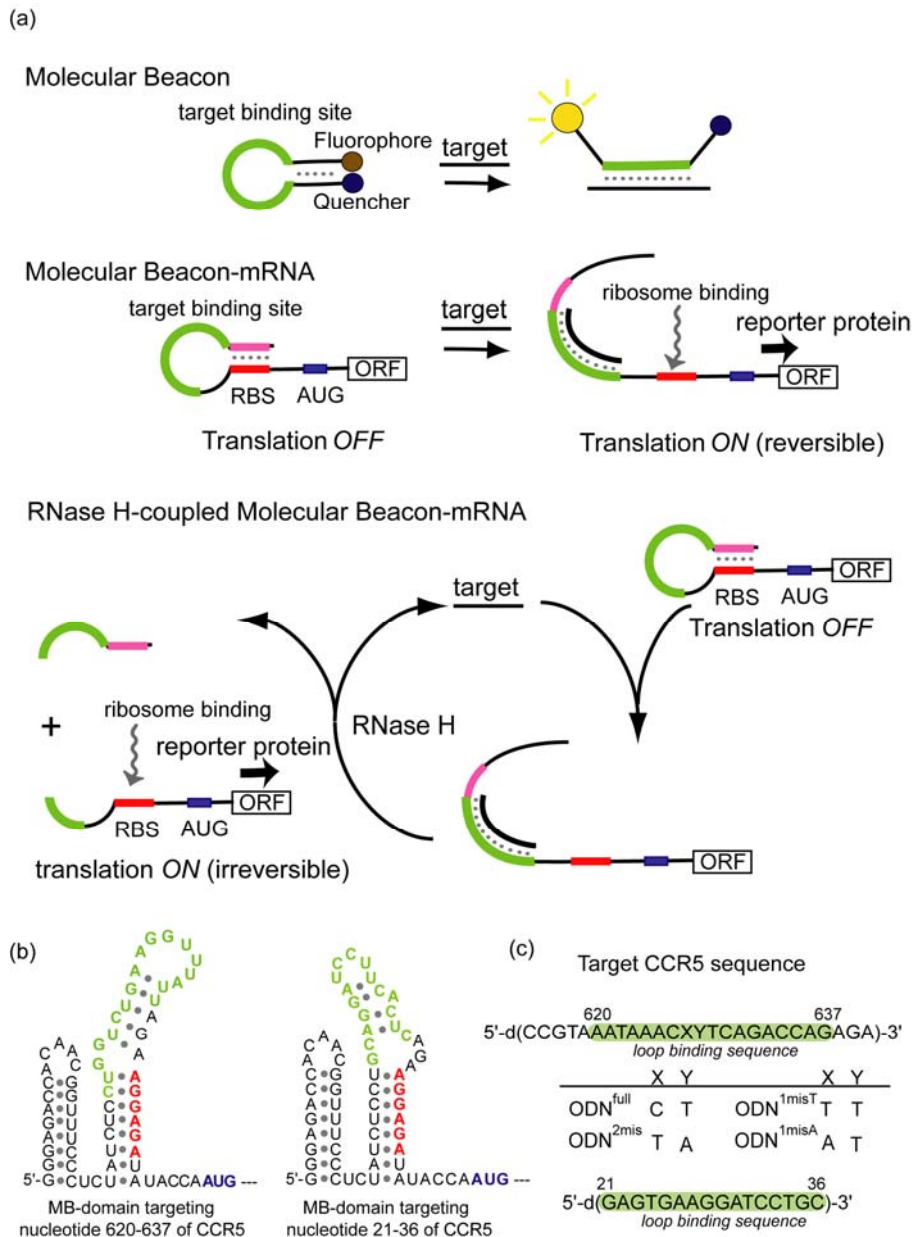 (a)
Molecular Beacon
target binding site
Fluorophore
Quencher
target
Molecular Beacon-mRNA
target binding site
RBS
AUG
ORF
Translation OFF
target
ribosome binding
reporter protein
ORF
Translation ON (reversible)
RNase H-coupled Molecular Beacon-mRNA
target
RBS
AUG
ORF
Translation OFF
+
ribosome binding
reporter protein
RBS
AUG
ORF
translation ON (irreversible)
RNase H
ORF
(b)
5'-GGGAGACCACAACGGUUUCCCUCUAUCUCCUGGUCUGAAGGUUUAUUAGAAGGAGAUAUACCAAUG ---
MB-domain targeting
nucleotide 620-637 of CCR5
5'-GGGAGACCACAACGGUUUCCCUCUAUCUCCUGCAGGAUCCUUCACUCAGAAGGAGAUAUACCAAUG ---
MB-domain targeting
nucleotide 21-36 of CCR5
(c)
Target CCR5 sequence
620 637
5'-d(CCGTAAATAAACXYTCAGACCAGAGA)-3'
loop binding sequence
X Y X Y
ODNfull C T ODN1misT T T
ODN2mis T A ODN1misA A T
21 36
5'-d(GAGTGAAGGATCCTGC)-3'
loop binding sequence